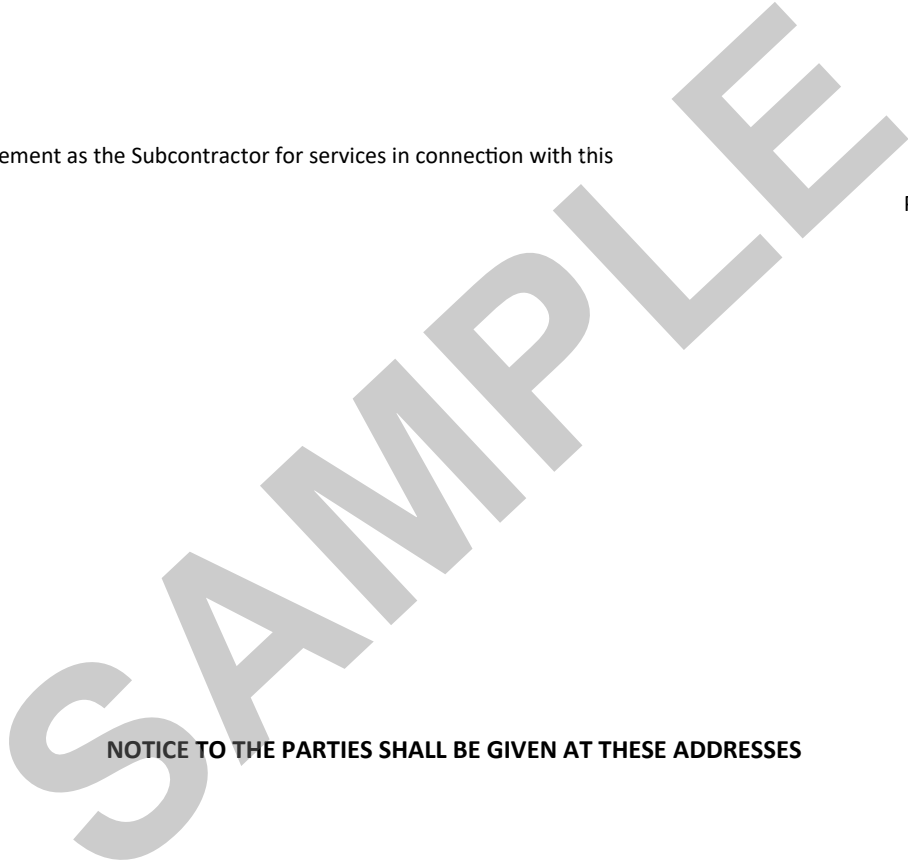 ement as the Subcontractor for services in connection with this
NOTICE TO THE PARTIES SHALL BE GIVEN AT THESE ADDRESSES
SAMPLE